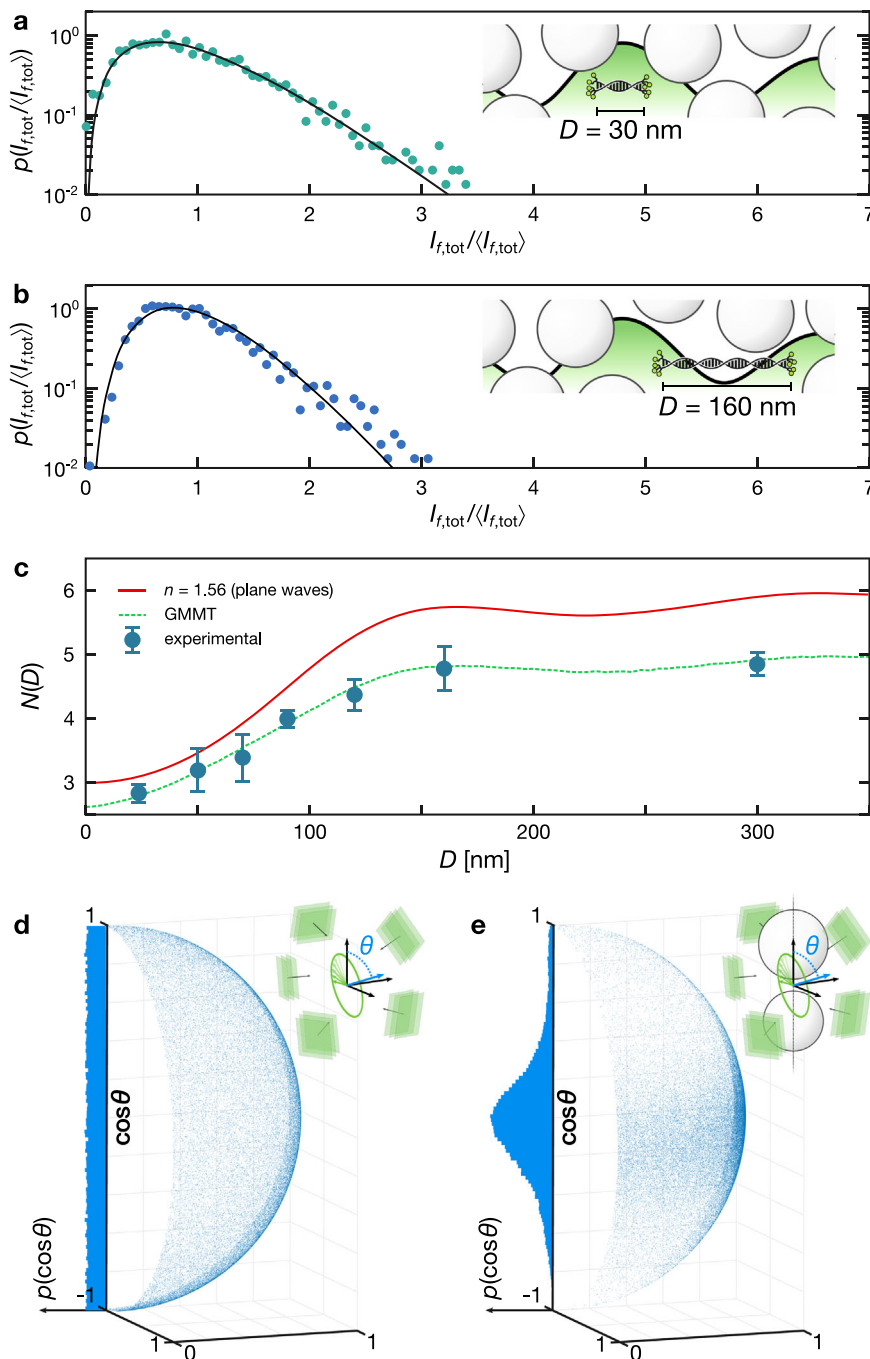 a
10⁰
10⁻¹
10⁻²
p(I_f,tot/⟨I_f,tot⟩)
0 1 2 3 4 5 6 7
I_f,tot/⟨I_f,tot⟩
D = 30 nm
b
10⁰
10⁻¹
10⁻²
p(I_f,tot/⟨I_f,tot⟩)
0 1 2 3 4 5 6 7
I_f,tot/⟨I_f,tot⟩
D = 160 nm
c
n = 1.56 (plane waves)
GMMT
experimental
6
5
4
3
N(D)
0 100 200 300
D [nm]
d
1
θ
cosθ
p(cosθ)
-1
1 0
1
e
1
θ
cosθ
p(cosθ)
-1
1 0
1